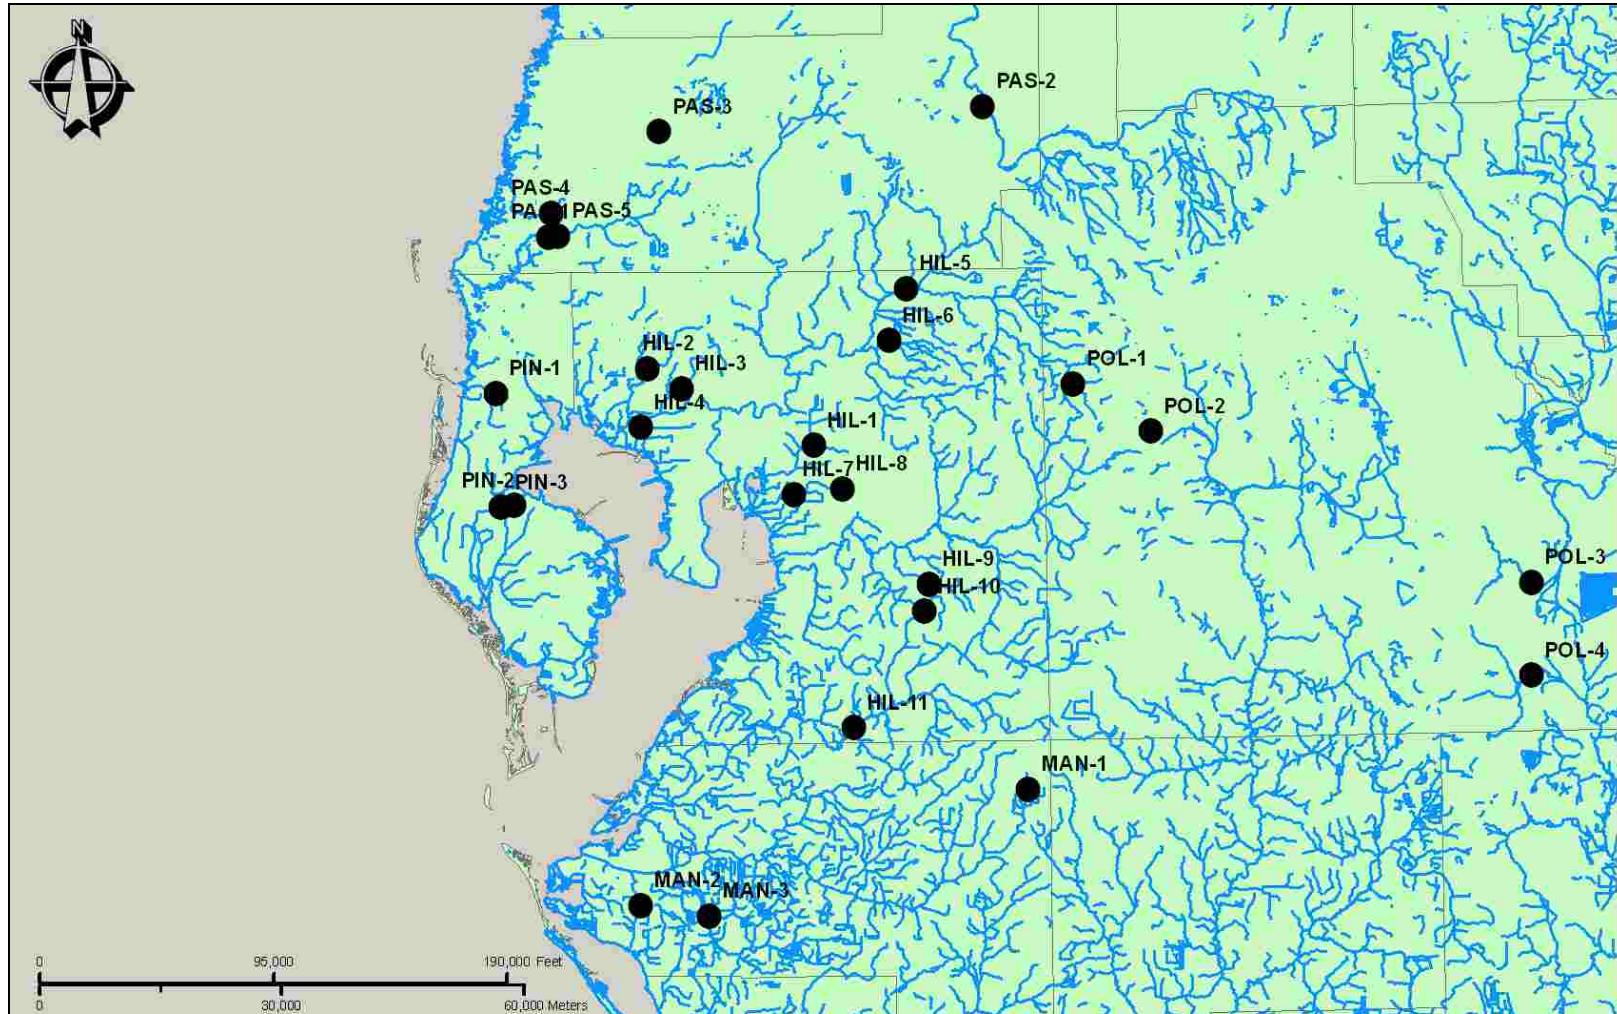 N
PAS-2
PAS-3
PAS-4
PAS-5
HIL-5
HIL-6
HIL-2
HIL-3
PIN-1
POL-1
HIL-4
POL-2
HIL-1
HIL-7
HIL-8
PIN-2
PIN-3
HIL-9
POL-3
HIL-10
POL-4
HIL-11
MAN-1
MAN-2
MAN-3
0 95,000 190,000 Feet
0 30,000 60,000 Meters